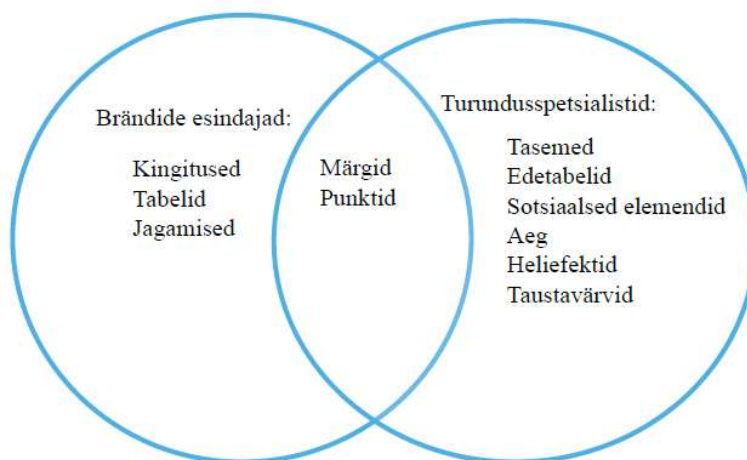 Brändide esindajad:
Kingitused
Tabelid
Jagamised
Märgid
Punktid
Turundusspetsialistid:
Tasemed
Edetabelid
Sotsiaalsed elemendid
Aeg
Heliefektid
Taustavärvid